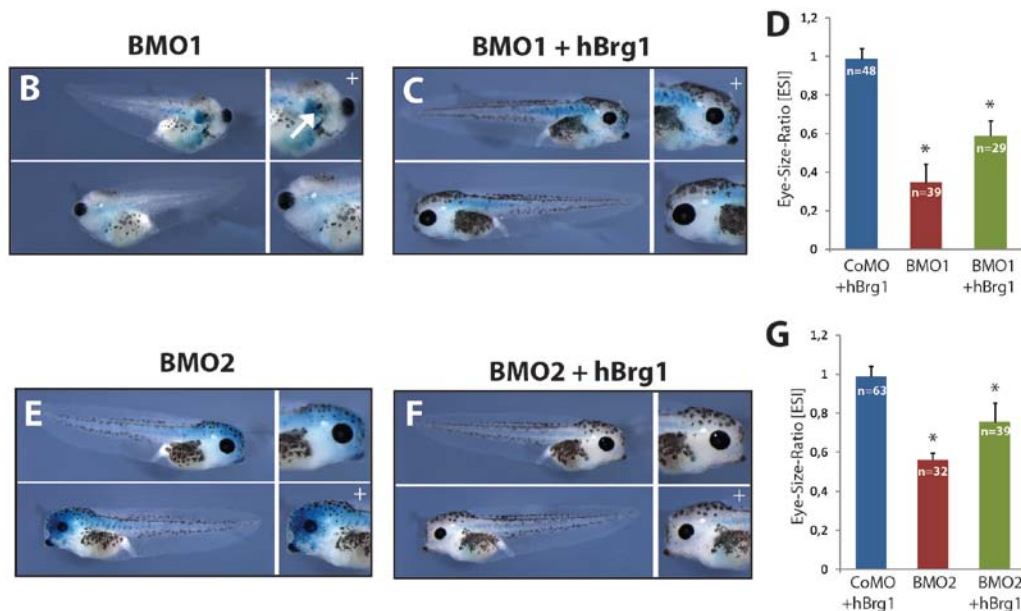 BMO1
B
+
BMO1 + hBrg1
C
+
D
Eye-Size-Ratio [ESI]
1,2
1
0,8
0,6
0,4
0,2
0
n=48
*
n=39
*
n=29
CoMO
+hBrg1
BMO1
BMO1
+hBrg1
BMO2
E
+
BMO2 + hBrg1
F
+
G
Eye-Size-Ratio [ESI]
1,2
1
0,8
0,6
0,4
0,2
0
n=63
*
n=32
*
n=39
CoMO
+hBrg1
BMO2
BMO2
+hBrg1